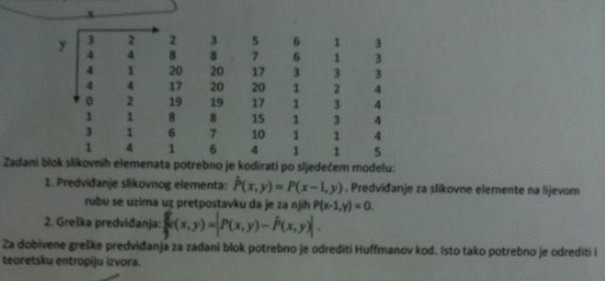 x
y
3 2 2 3 5 6 1 3
4 4 8 8 7 6 1 3
4 1 20 20 17 3 3 3
4 4 17 20 20 1 2 4
0 2 19 19 17 1 3 4
1 1 8 8 15 1 3 4
3 1 6 7 10 1 1 4
1 4 1 6 4 1 1 5
Zadani blok slikovnih elemenata potrebno je kodirati po sljedećem modelu:
1. Predviđanje slikovnog elementa: P̂(x,y) = P(x−1,y). Predviđanje za slikovne elemente na lijevom
rubu se uzima uz pretpostavku da je za njih P(x-1,y) = 0.
2. Greška predviđanja: (x,y) = |P(x,y) − P̂(x,y)|.
Za dobivene greške predviđanja za zadani blok potrebno je odrediti Huffmanov kod. Isto tako potrebno je odrediti i
teoretsku entropiju izvora.